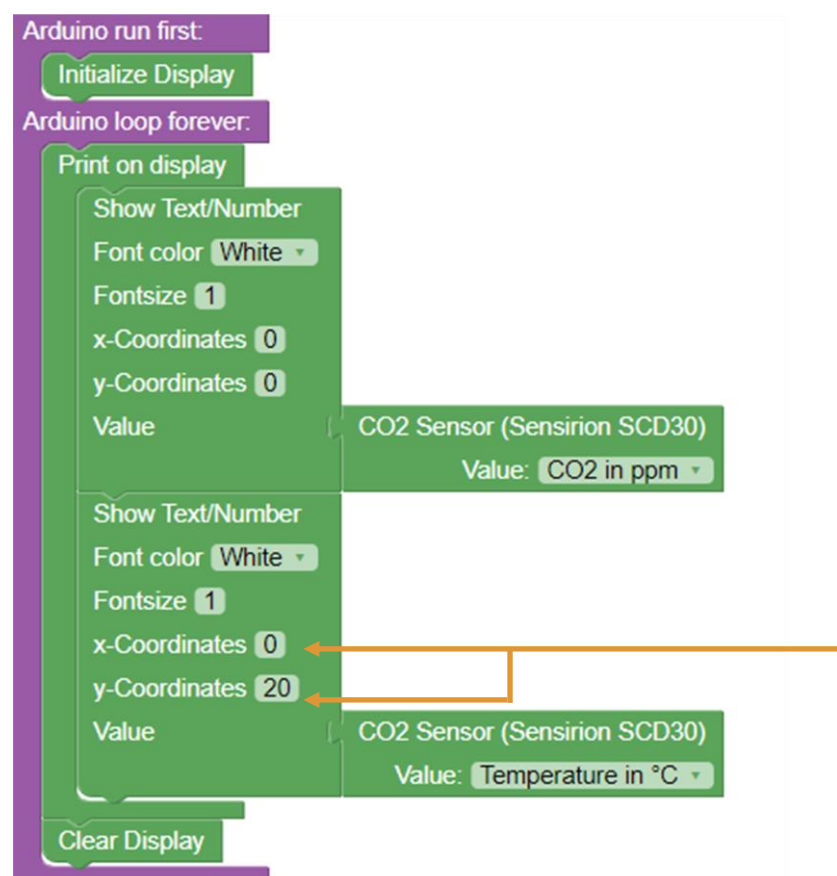 Arduino run first:
Initialize Display
Arduino loop forever:
Print on display
Show Text/Number
Font color White
Fontsize 1
x-Coordinates 0
y-Coordinates 0
Value CO2 Sensor (Sensirion SCD30)
Value: CO2 in ppm
Show Text/Number
Font color White
Fontsize 1
x-Coordinates 0
y-Coordinates 20
Value CO2 Sensor (Sensirion SCD30)
Value: Temperature in °C
Clear Display